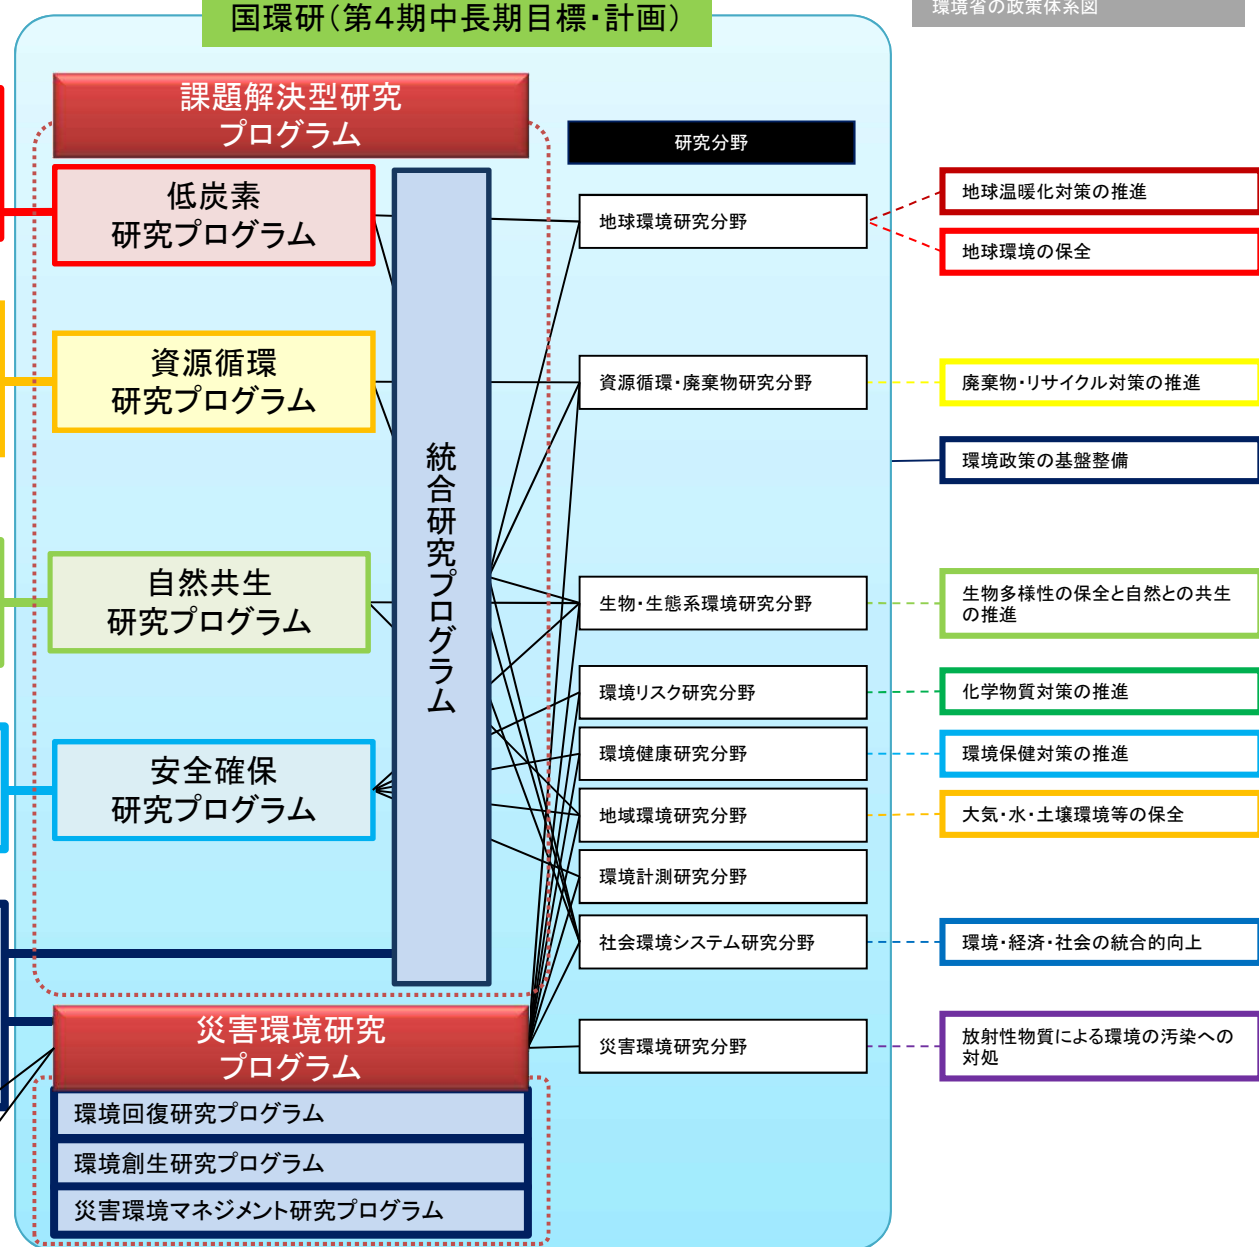 国環研（第4期中長期目標・計画）
環境省の政策体系図
課題解決型研究
プログラム
研究分野
低炭素
研究プログラム
資源循環
研究プログラム
自然共生
研究プログラム
安全確保
研究プログラム
統合研究プログラム
災害環境研究
プログラム
環境回復研究プログラム
環境創生研究プログラム
災害環境マネジメント研究プログラム
地球環境研究分野
資源循環・廃棄物研究分野
生物・生態系環境研究分野
環境リスク研究分野
環境健康研究分野
地域環境研究分野
環境計測研究分野
社会環境システム研究分野
災害環境研究分野
地球温暖化対策の推進
地球環境の保全
廃棄物・リサイクル対策の推進
環境政策の基盤整備
生物多様性の保全と自然との共生
の推進
化学物質対策の推進
環境保健対策の推進
大気・水・土壌環境等の保全
環境・経済・社会の統合的向上
放射性物質による環境の汚染への
対処